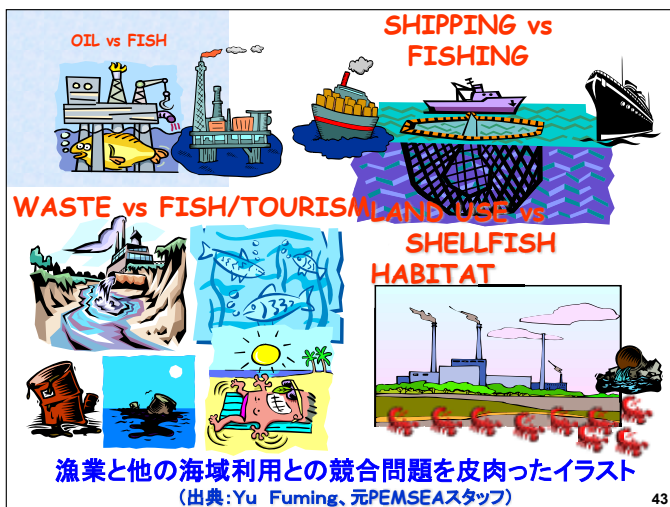 OIL vs FISH
SHIPPING vs
FISHING
WASTE vs FISH/TOURISM
LAND USE vs
SHELLFISH
HABITAT
漁業と他の海域利用との競合問題を皮肉ったイラスト
（出典：Yu Fuming、元PEMSEAスタッフ）
43